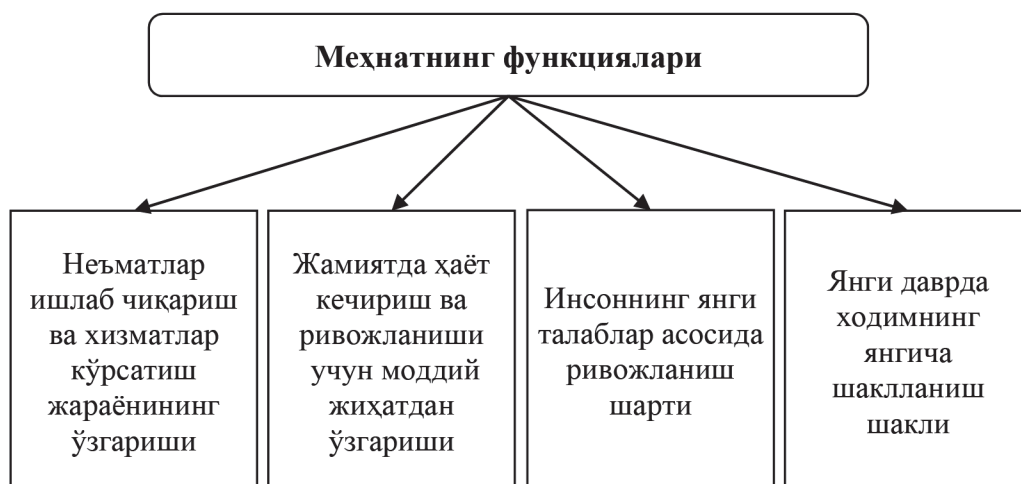 Меҳнатнинг функциялари
Неъматлар
ишлаб чиқариш
ва хизматлар
кўрсатиш
жараёнининг
ўзгариши
Жамиятда ҳаёт
кечириш ва
ривожланиши
учун моддий
жиҳатдан
ўзгариши
Инсоннинг янги
талаблар асосида
ривожланиш
шарти
Янги даврда
ходимнинг
янгича
шаклланиш
шакли